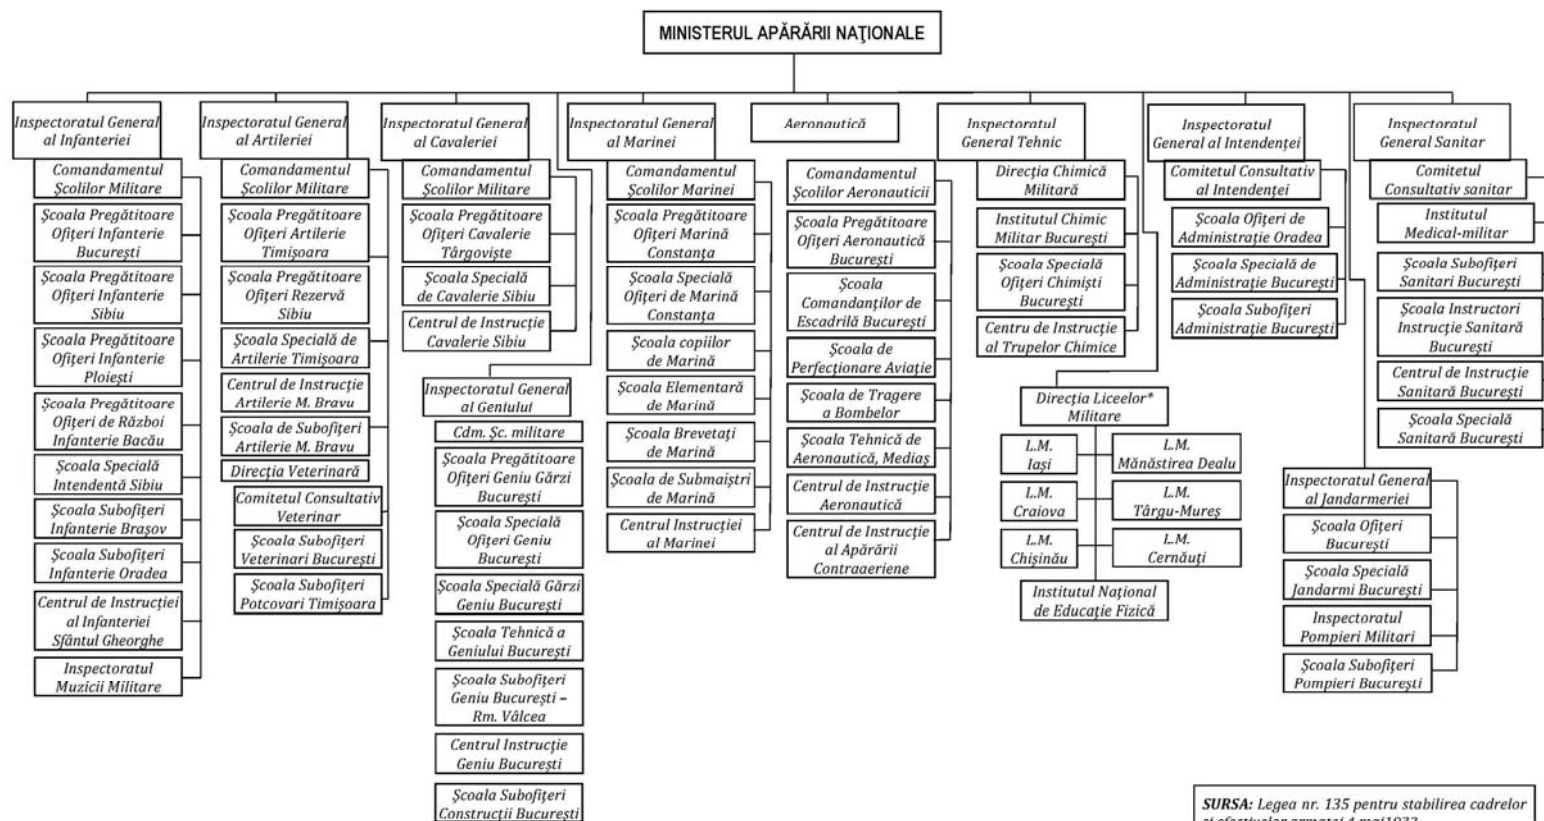 MINISTERUL APĂRĂRII NAŢIONALE
Inspectoratul General
al Infanteriei
Comandamentul
Şcolilor Militare
Şcoala Pregătitoare
Ofiţeri Infanterie
Bucureşti
Şcoala Pregătitoare
Ofiţeri Infanterie
Sibiu
Şcoala Pregătitoare
Ofiţeri Infanterie
Ploieşti
Şcoala Pregătitoare
Ofiţeri de Război
Infanterie Bacău
Şcoala Specială
Intendentă Sibiu
Şcoala Subofiţeri
Infanterie Braşov
Şcoala Subofiţeri
Infanterie Oradea
Centrul de Instrucţiei
al Infanteriei
Sfântul Gheorghe
Inspectoratul
Muzicii Militare
Inspectoratul General
al Artileriei
Comandamentul
Şcolilor Militare
Şcoala Pregătitoare
Ofiţeri Artilerie
Timişoara
Şcoala Pregătitoare
Ofiţeri Rezervă
Sibiu
Şcoala Specială de
Artilerie Timişoara
Centrul de Instrucţie
Artilerie M. Bravu
Şcoala de Subofiţeri
Artilerie M. Bravu
Direcţia Veterinară
Comitetul Consultativ
Veterinar
Şcoala Subofiţeri
Veterinari Bucureşti
Şcoala Subofiţeri
Potcovari Timişoara
Inspectoratul General
al Cavaleriei
Comandamentul
Şcolilor Militare
Şcoala Pregătitoare
Ofiţeri Cavalerie
Târgovişte
Şcoala Specială
de Cavalerie Sibiu
Centrul de Instrucţie
Cavalerie Sibiu
Inspectoratul General
al Geniului
Cdm. Şc. militare
Şcoala Pregătitoare
Ofiţeri Geniu Gărzi
Bucureşti
Şcoala Specială
Ofiţeri Geniu
Bucureşti
Şcoala Specială Gărzi
Geniu Bucureşti
Şcoala Tehnică a
Geniului Bucureşti
Şcoala Subofiţeri
Geniu Bucureşti –
Rm. Vâlcea
Centrul Instrucţie
Geniu Bucureşti
Şcoala Subofiţeri
Construcţii Bucureşti
Inspectoratul General
al Marinei
Comandamentul
Şcolilor Marinei
Şcoala Pregătitoare
Ofiţeri Marină
Constanţa
Şcoala Specială
Ofiţeri de Marină
Constanţa
Şcoala copiilor
de Marină
Şcoala Elementară
de Marină
Şcoala Brevetaţi
de Marină
Şcoala de Submaiştri
de Marină
Centrul Instrucţiei
al Marinei
Aeronautică
Comandamentul
Şcolilor Aeronauticii
Şcoala Pregătitoare
Ofiţeri Aeronautică
Bucureşti
Şcoala
Comandanţilor de
Escadrilă Bucureşti
Şcoala de
Perfecţionare Aviaţie
Şcoala de Tragere
a Bombelor
Şcoala Tehnică de
Aeronautică, Mediaş
Centrul de Instrucţie
Aeronautică
Centrul de Instrucţie
al Apărării
Contraaeriene
Inspectoratul
General Tehnic
Direcţia Chimică
Militară
Institutul Chimic
Militar Bucureşti
Şcoala Specială
Ofiţeri Chimişti
Bucureşti
Centru de Instrucţie
al Trupelor Chimice
Direcţia Liceelor*
Militare
L.M.
Iaşi
L.M.
Mănăstirea Dealu
L.M.
Craiova
L.M.
Târgu-Mureş
L.M.
Chişinău
L.M.
Cernăuţi
Institutul Naţional
de Educaţie Fizică
Inspectoratul
General al Intendenţei
Comitetul Consultativ
al Intendenţei
Şcoala Ofiţeri de
Administraţie Oradea
Şcoala Specială de
Administraţie Bucureşti
Şcoala Subofiţeri
Administraţie Bucureşti
Inspectoratul
General Sanitar
Comitetul
Consultativ sanitar
Institutul
Medical-militar
Şcoala Subofiţeri
Sanitari Bucureşti
Şcoala Instructori
Instrucţie Sanitară
Bucureşti
Centrul de Instrucţie
Sanitară Bucureşti
Şcoala Specială
Sanitară Bucureşti
Inspectoratul General
al Jandarmeriei
Şcoala Ofiţeri
Bucureşti
Şcoala Specială
Jandarmi Bucureşti
Inspectoratul
Pompieri Militari
Şcoala Subofiţeri
Pompieri Bucureşti
SURSA: Legea nr. 135 pentru stabilirea cadrelor
şi efectivelor armatei 4 mai1933